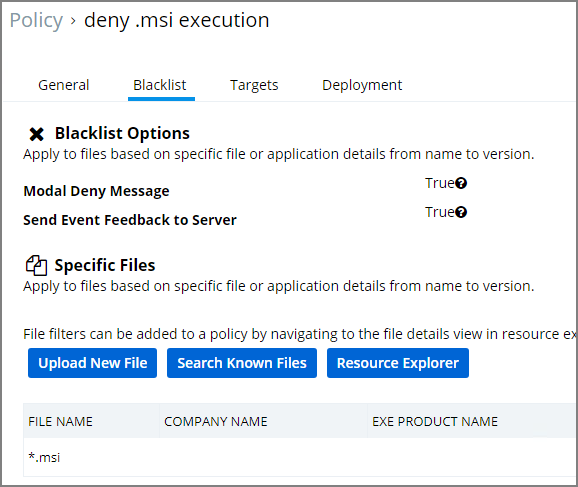 Policy › deny .msi execution
General Blacklist Targets Deployment
Blacklist Options
Apply to files based on specific file or application details from name to version.
Modal Deny Message True
Send Event Feedback to Server True
Specific Files
Apply to files based on specific file or application details from name to version.
File filters can be added to a policy by navigating to the file details view in resource ex
Upload New File Search Known Files Resource Explorer
FILE NAME COMPANY NAME EXE PRODUCT NAME
*.msi